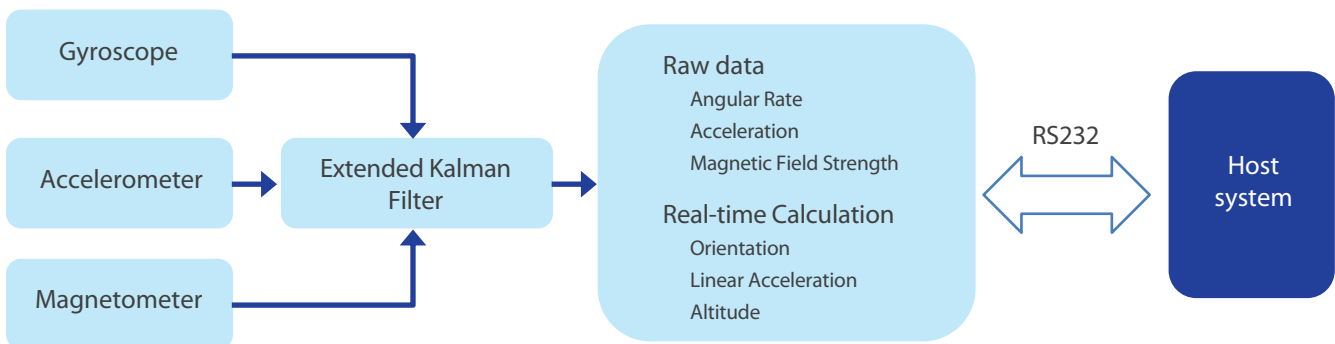 Gyroscope
Accelerometer
Magnetometer
Extended Kalman
Filter
Raw data
Angular Rate
Acceleration
Magnetic Field Strength
Real-time Calculation
Orientation
Linear Acceleration
Altitude
RS232
Host
system